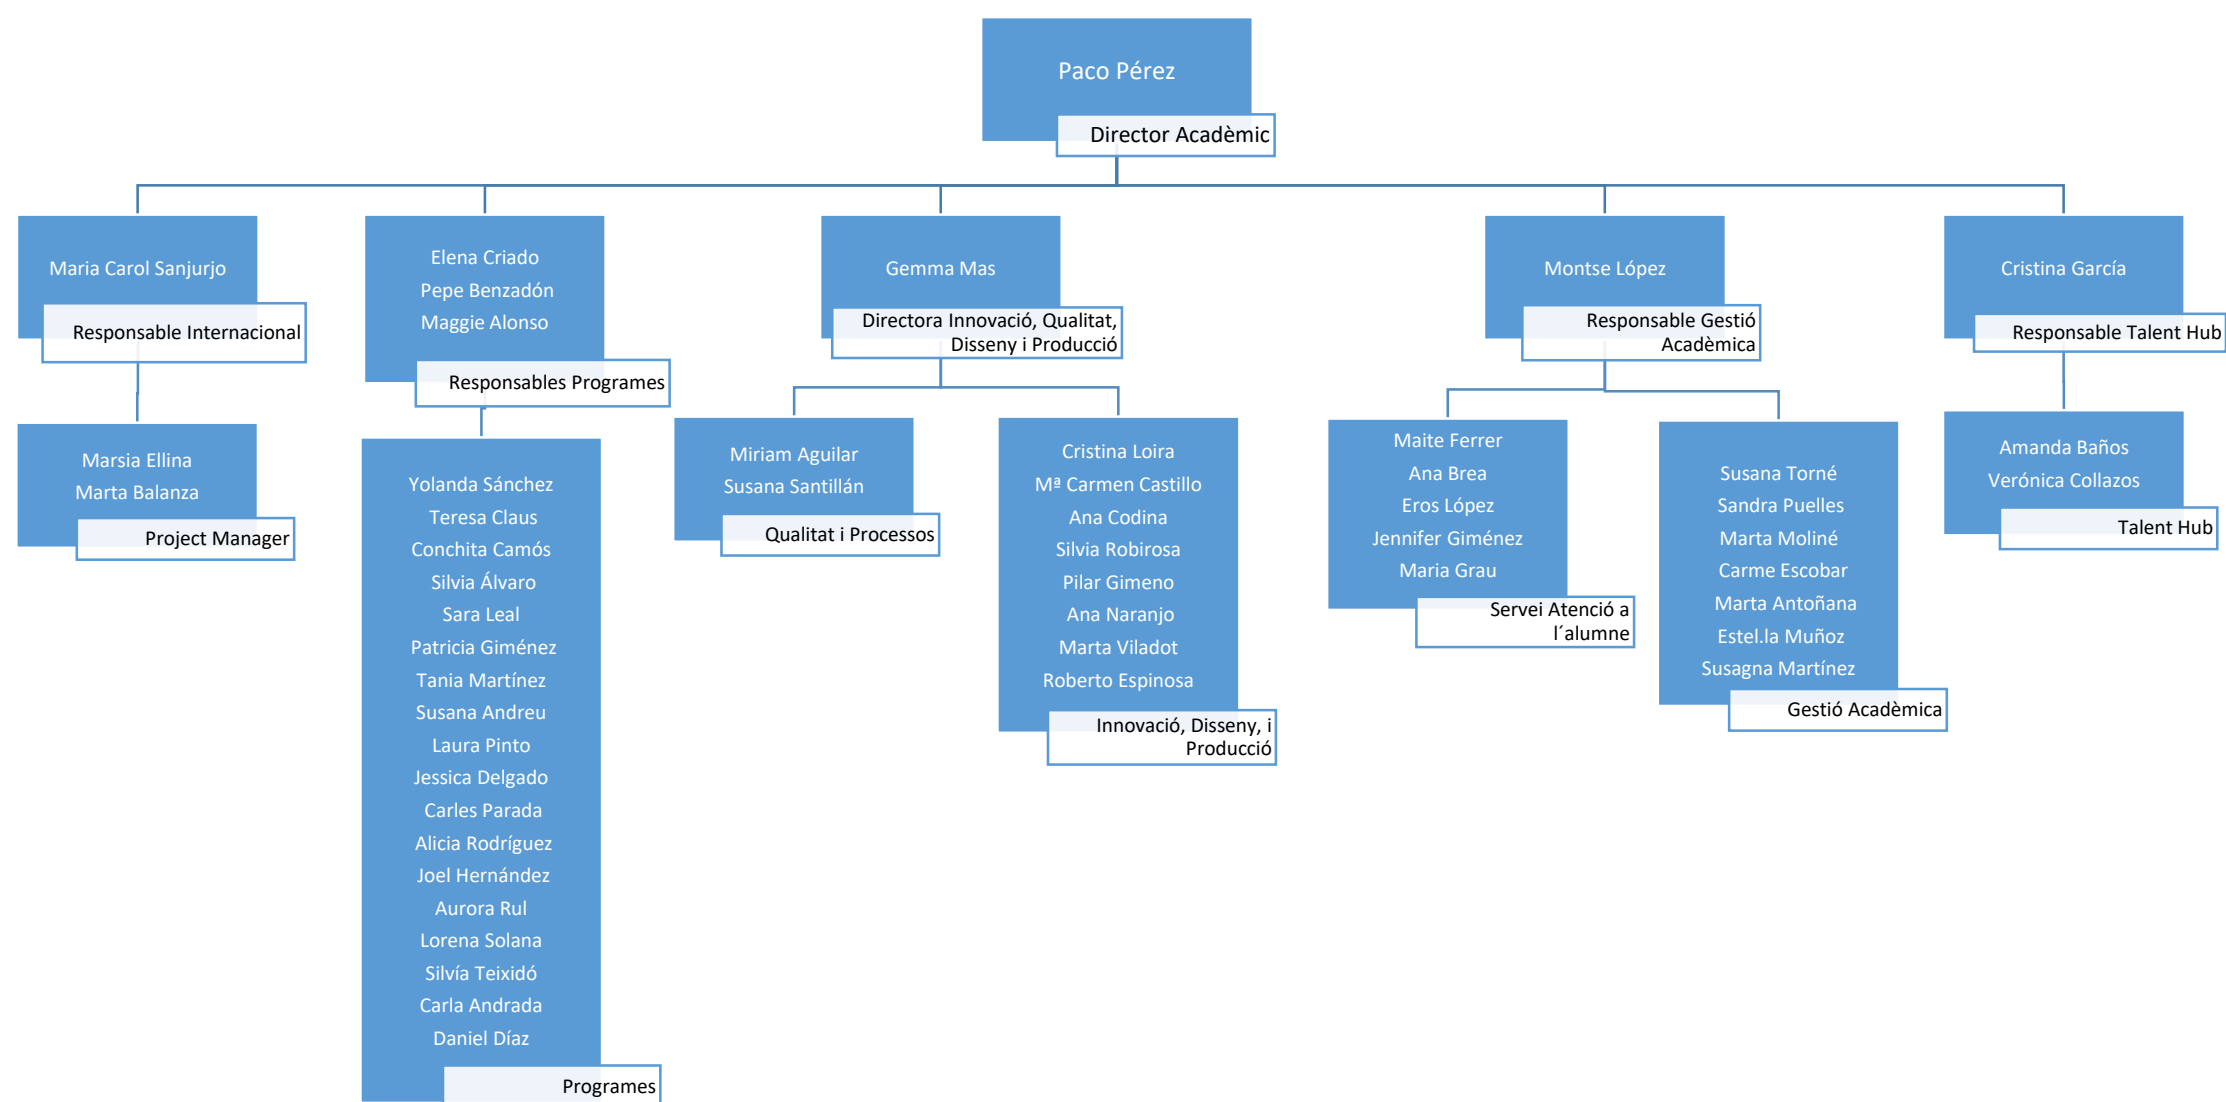 Paco Pérez
Director Acadèmic
Maria Carol Sanjurjo
Responsable Internacional
Elena Criado
Pepe Benzadón
Maggie Alonso
Responsables Programes
Gemma Mas
Directora Innovació, Qualitat,
Disseny i Producció
Montse López
Responsable Gestió
Acadèmica
Cristina García
Responsable Talent Hub
Marsia Ellina
Marta Balanza
Project Manager
Yolanda Sánchez
Teresa Claus
Conchita Camós
Silvia Álvaro
Sara Leal
Patricia Giménez
Tania Martínez
Susana Andreu
Laura Pinto
Jessica Delgado
Carles Parada
Alicia Rodríguez
Joel Hernández
Aurora Rul
Lorena Solana
Silvía Teixidó
Carla Andrada
Daniel Díaz
Programes
Miriam Aguilar
Susana Santillán
Qualitat i Processos
Cristina Loira
Mª Carmen Castillo
Ana Codina
Silvia Robirosa
Pilar Gimeno
Ana Naranjo
Marta Viladot
Roberto Espinosa
Innovació, Disseny, i
Producció
Maite Ferrer
Ana Brea
Eros López
Jennifer Giménez
Maria Grau
Servei Atenció a
l´alumne
Susana Torné
Sandra Puelles
Marta Moliné
Carme Escobar
Marta Antoñana
Estel.la Muñoz
Susagna Martínez
Gestió Acadèmica
Amanda Baños
Verónica Collazos
Talent Hub